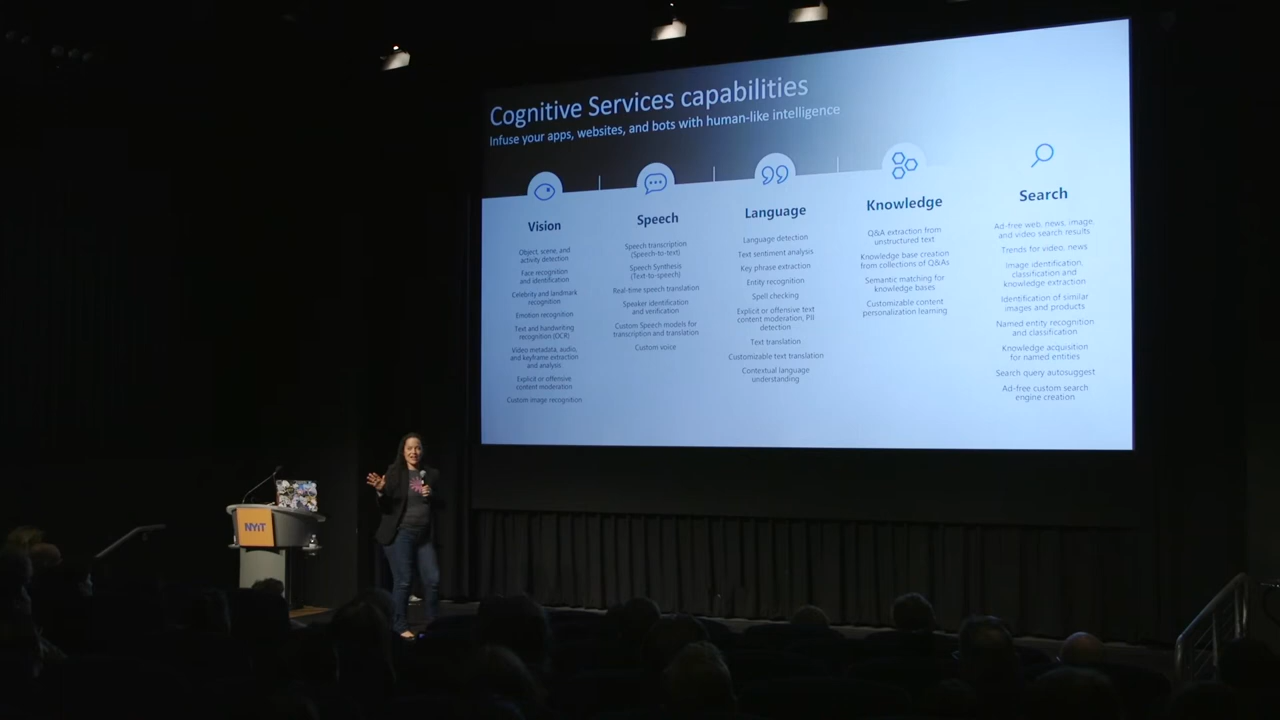 Cognitive Services capabilities
Infuse your apps, websites, and bots with human-like intelligence
Vision
Object, scene, and
activity detection
Face recognition
and identification
Celebrity and landmark
recognition
Emotion recognition
Text and handwriting
recognition (OCR)
Video metadata, audio,
and keyframe extraction
and analysis
Explicit or offensive
content moderation
Custom image recognition
Speech
Speech transcription
(Speech-to-text)
Speech Synthesis
(Text-to-speech)
Real-time speech translation
Speaker identification
and verification
Custom Speech models for
transcription and translation
Custom voice
Language
Language detection
Text sentiment analysis
Key phrase extraction
Entity recognition
Spell checking
Explicit or offensive text
content moderation, PII
detection
Text translation
Customizable text translation
Contextual language
understanding
Knowledge
Q&A extraction from
unstructured text
Knowledge base creation
from collections of Q&As
Semantic matching for
knowledge bases
Customizable content
personalization learning
Search
Ad-free web, news, image,
and video search results
Trends for video, news
Image identification,
classification and
knowledge extraction
Identification of similar
images and products
Named entity recognition
and classification
Knowledge acquisition
for named entities
Search query autosuggest
Ad-free custom search
engine creation
NYiT